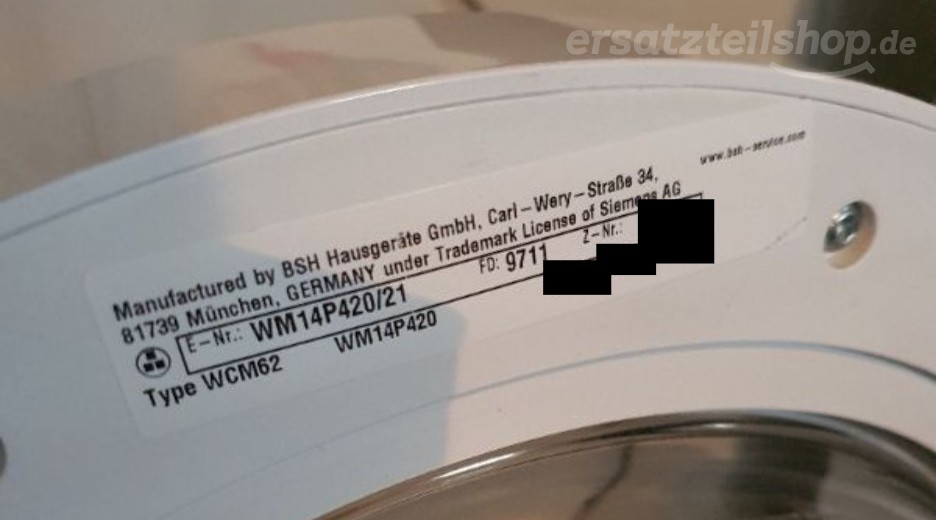 ersatzteilshop.de
www.bsh-service.com
Manufactured by BSH Hausgeräte GmbH, Carl-Wery-Straße 34,
81739 München, GERMANY under Trademark License of Siemens AG
E-Nr.: WM14P420/21 FD: 9711 Z-Nr.:
Type WCM62 WM14P420